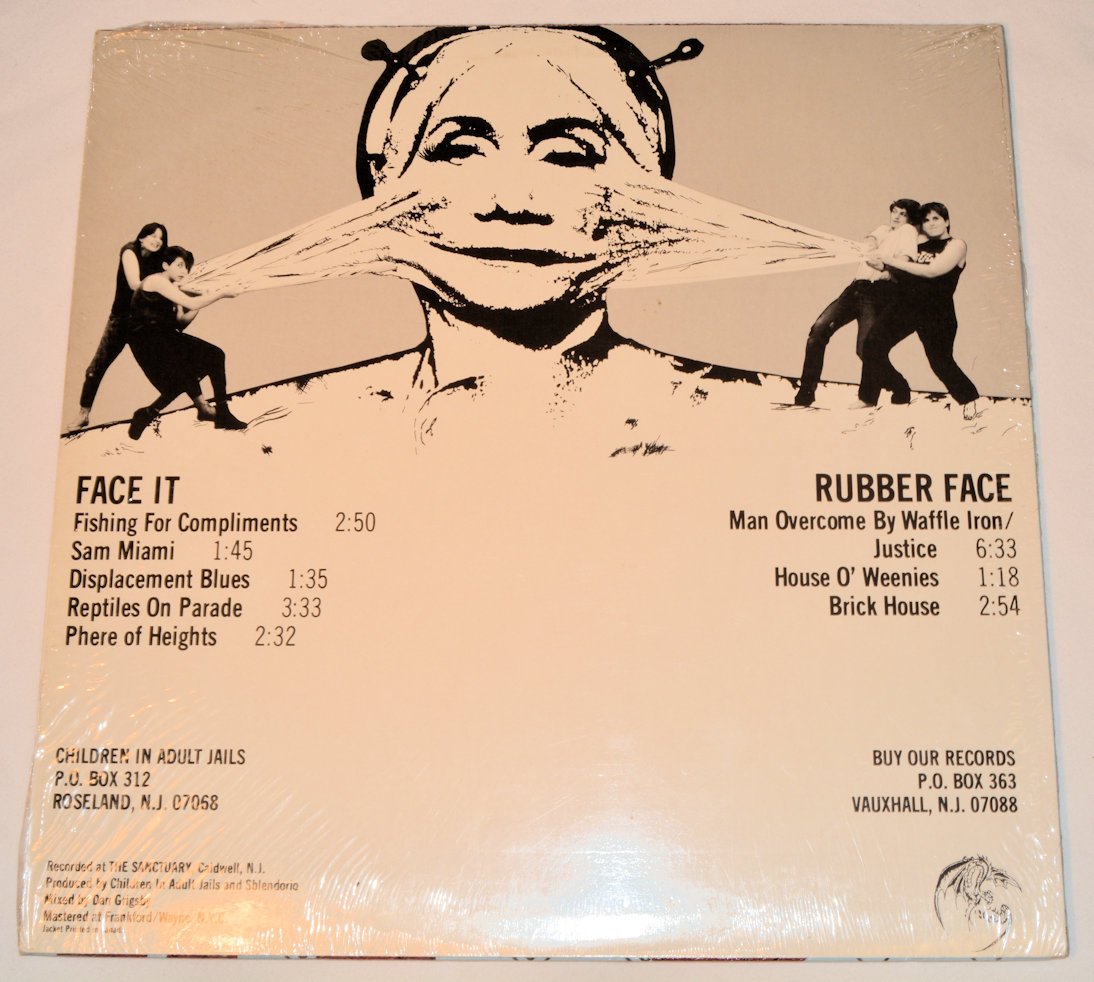 FACE IT
Fishing For Compliments 2:50
Sam Miami 1:45
Displacement Blues 1:35
Reptiles On Parade 3:33
Phere of Heights 2:32
RUBBER FACE
Man Overcome By Waffle Iron/
Justice 6:33
House O' Weenies 1:18
Brick House 2:54
CHILDREN IN ADULT JAILS
P.O. BOX 312
ROSELAND, N.J. 07068
BUY OUR RECORDS
P.O. BOX 363
VAUXHALL, N.J. 07088
Recorded at THE SANCTUARY Caldwell, N.J.
Produced by Children In Adult Jails and Sblendorio
Mixed by Dan Grigsby
Mastered at Frankford/Wayne N.Y.C.
Jacket Printed in Canada